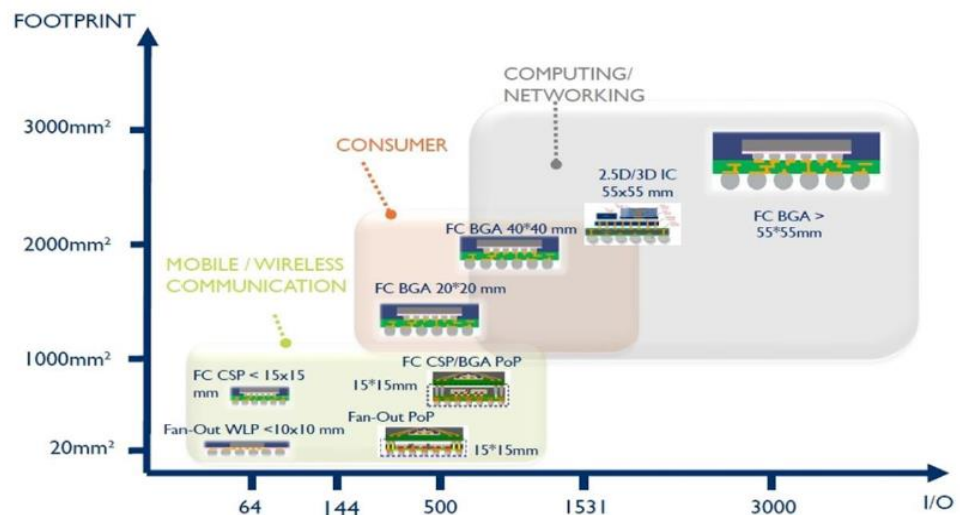 FOOTPRINT
COMPUTING/
NETWORKING
3000mm²
CONSUMER
2.5D/3D IC
55x55 mm
FC BGA >
55*55mm
2000mm²
FC BGA 40*40 mm
MOBILE / WIRELESS
COMMUNICATION
FC BGA 20*20 mm
1000mm²
FC CSP < 15x15
mm
FC CSP/BGA PoP
15*15mm
Fan-Out WLP <10x10 mm
Fan-Out PoP
15*15mm
20mm²
64
144
500
1531
3000
I/O